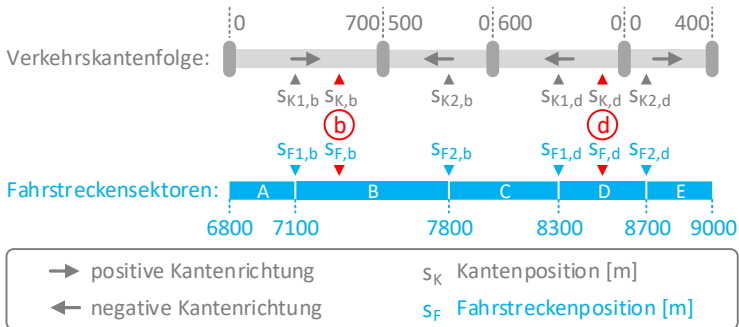 0 700 500 0 600 0 0 400
Verkehrskantenfolge:
sK1,b sK,b sK2,b sK1,d sK,d sK2,d
b d
sF1,b sF,b sF2,b sF1,d sF,d sF2,d
Fahrstreckensektoren: A B C D E
6800 7100 7800 8300 8700 9000
positive Kantenrichtung sK Kantenposition [m]
negative Kantenrichtung sF Fahrstreckenposition [m]